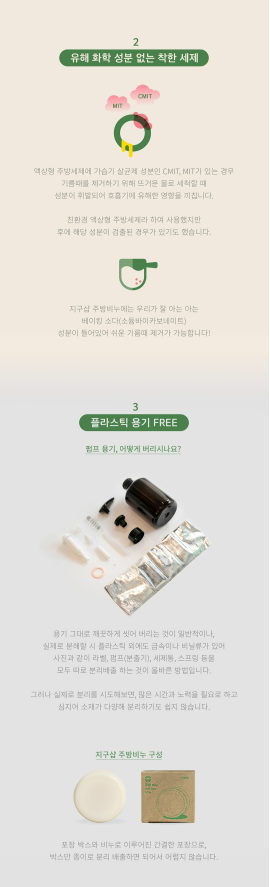 2
유해 화학 성분 없는 착한 세제
CMIT
MIT
액상형 주방세제에 가습기 살균제 성분인 CMIT, MIT가 있는 경우
기름때를 제거하기 위해 뜨거운 물로 세척할 때
성분이 휘발되어 호흡기에 유해한 영향을 끼칩니다.
친환경 액상형 주방세제라 하여 사용했지만
후에 해당 성분이 검출된 경우가 있기도 했습니다.
지구샵 주방비누에는 우리가 잘 아는 아는
베이킹 소다(소듐바이카보네이트)
성분이 들어있어 쉬운 기름때 제거가 가능합니다!
3
플라스틱 용기 FREE
펌프 용기, 어떻게 버리시나요?
용기 그대로 깨끗하게 씻어 버리는 것이 일반적이나,
실제로 분해할 시 플라스틱 외에도 금속이나 비닐류가 있어
사진과 같이 라벨, 펌프(분출기), 세제통, 스프링 등을
모두 따로 분리배출 하는 것이 올바른 방법입니다.
그러나 실제로 분리를 시도해보면, 많은 시간과 노력을 필요로 하고
심지어 소재가 다양해 분리하기도 쉽지 않습니다.
지구샵 주방비누 구성
포장 박스와 비누로 이루어진 간결한 포장으로,
박스만 종이로 분리 배출하면 되어서 어렵지 않습니다.